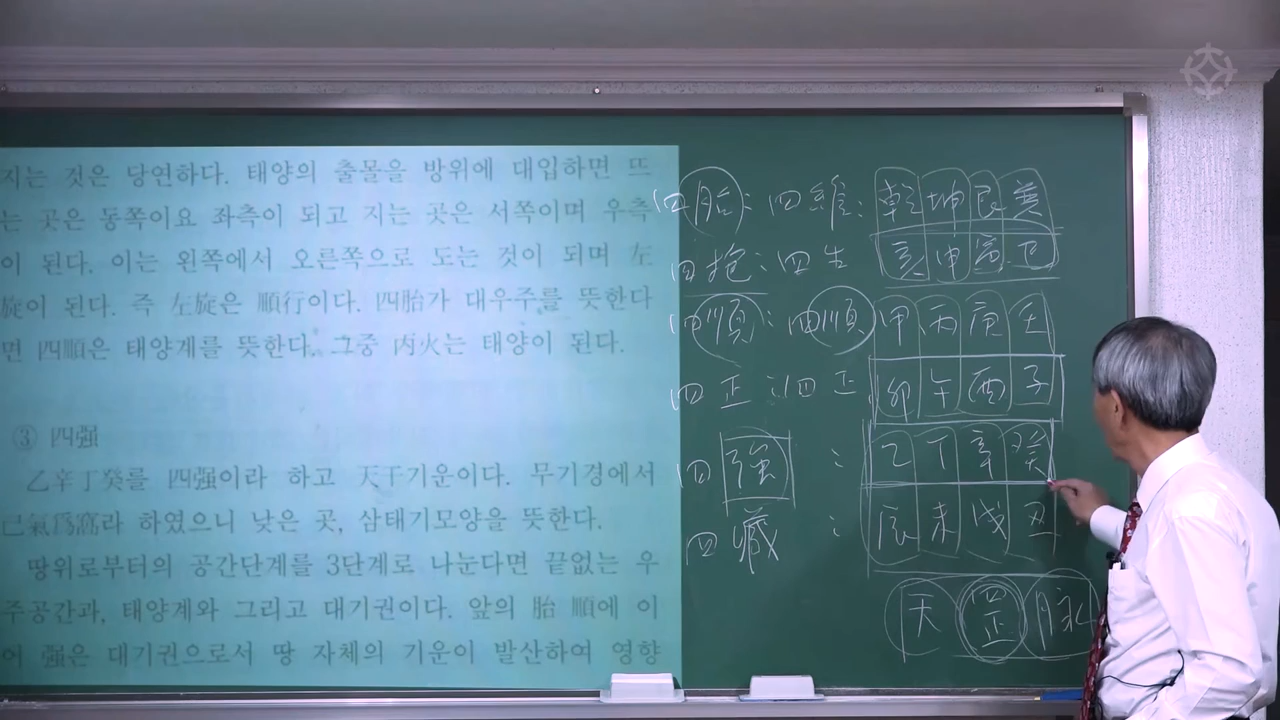 지는 것은 당연하다. 태양의 출몰을 방위에 대입하면 뜨
는 곳은 동쪽이요 좌측이 되고 지는 곳은 서쪽이며 우측
이 된다. 이는 왼쪽에서 오른쪽으로 도는 것이 되며 左
旋이 된다. 즉 左旋은 順行이다. 四胎가 대우주를 뜻한다
면 四順은 태양계를 뜻한다. 그중 丙火는 태양이 된다.
③ 四强
乙辛丁癸를 四强이라 하고 天干기운이다. 무기경에서
己氣爲窩라 하였으니 낮은 곳, 삼태기모양을 뜻한다.
땅위로부터의 공간단계를 3단계로 나눈다면 끝없는 우
주공간과, 태양계와 그리고 대기권이다. 앞의 胎 順에 이
어 强은 대기권으로서 땅 자체의 기운이 발산하여 영향
四胎: 四維: 乾坤艮巽
四抱: 四生 亥申寅巳
四順: 四順 甲丙庚壬
四正: 四正 卯午酉子
四強: 乙丁辛癸
四藏: 辰未戌丑
天 罡 脉